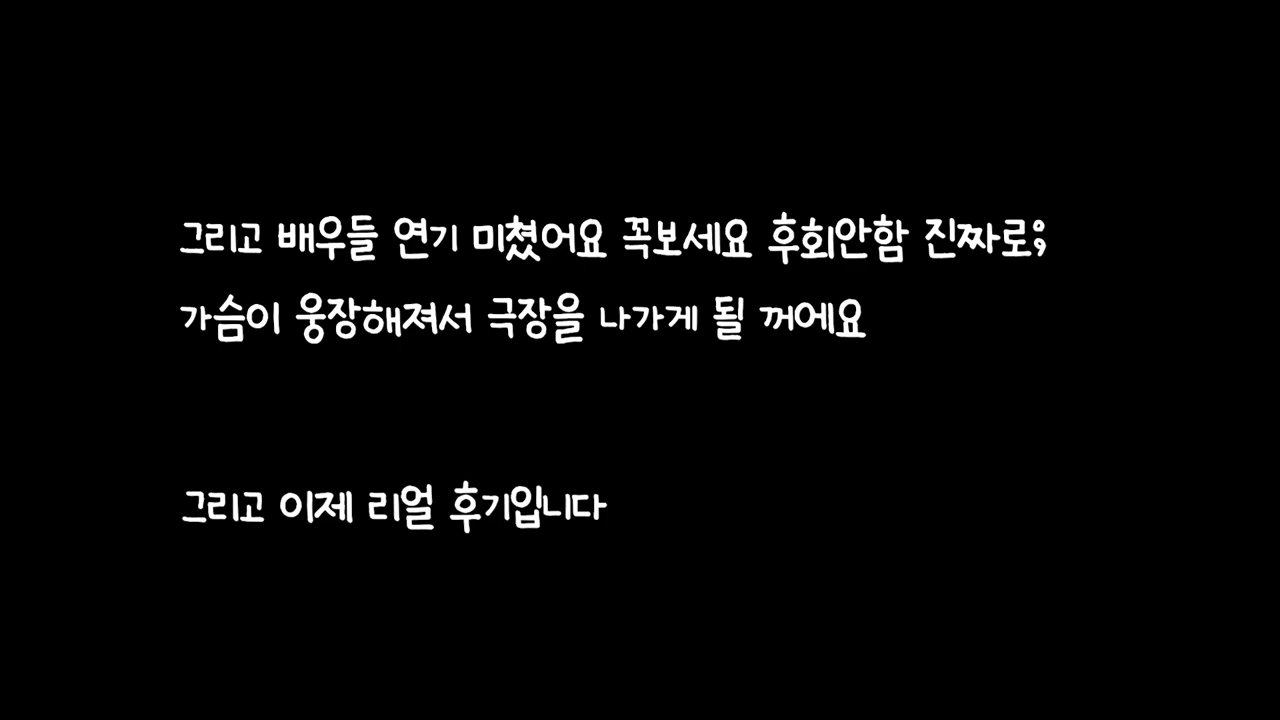 그리고 배우들 연기 미쳤어요 꼭보세요 후회안함 진짜로;;
가슴이 웅장해져서 극장을 나가게 될 꺼에요
그리고 이제 리얼 후기입니다